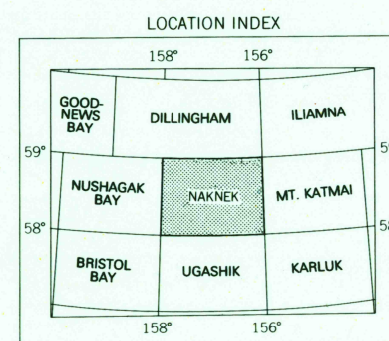 LOCATION INDEX
158° 156°
GOOD-
NEWS
BAY
DILLINGHAM
ILIAMNA
59°
NUSHAGAK
BAY
NAKNEK
MT. KATMAI
58°
BRISTOL
BAY
UGASHIK
KARLUK
158° 156°